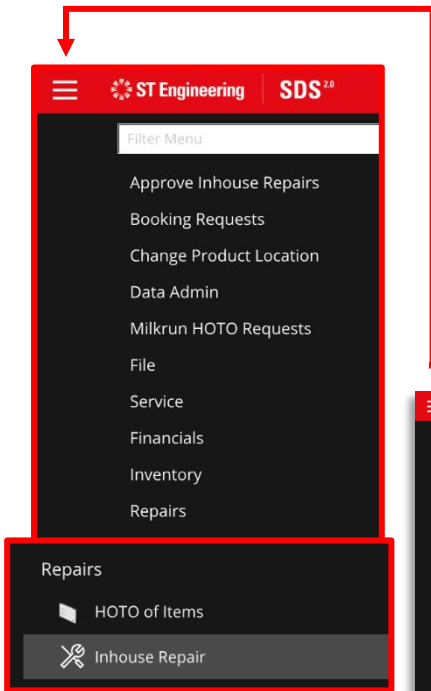 ST Engineering SDS 2.0
Filter Menu
Approve Inhouse Repairs
Booking Requests
Change Product Location
Data Admin
Milkrun HOTO Requests
File
Service
Financials
Inventory
Repairs
Repairs
HOTO of Items
Inhouse Repair